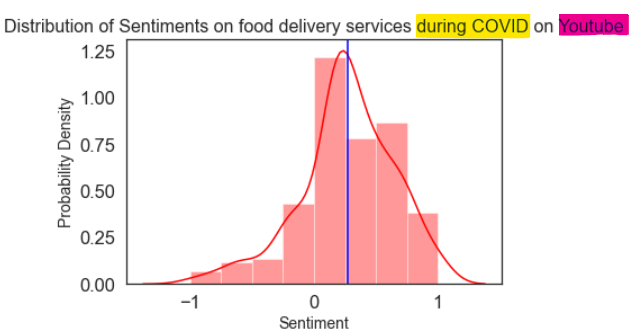 Distribution of Sentiments on food delivery services during COVID on Youtube
1.25
1.00
0.75
0.50
0.25
0.00
Probability Density
−1 0 1
Sentiment